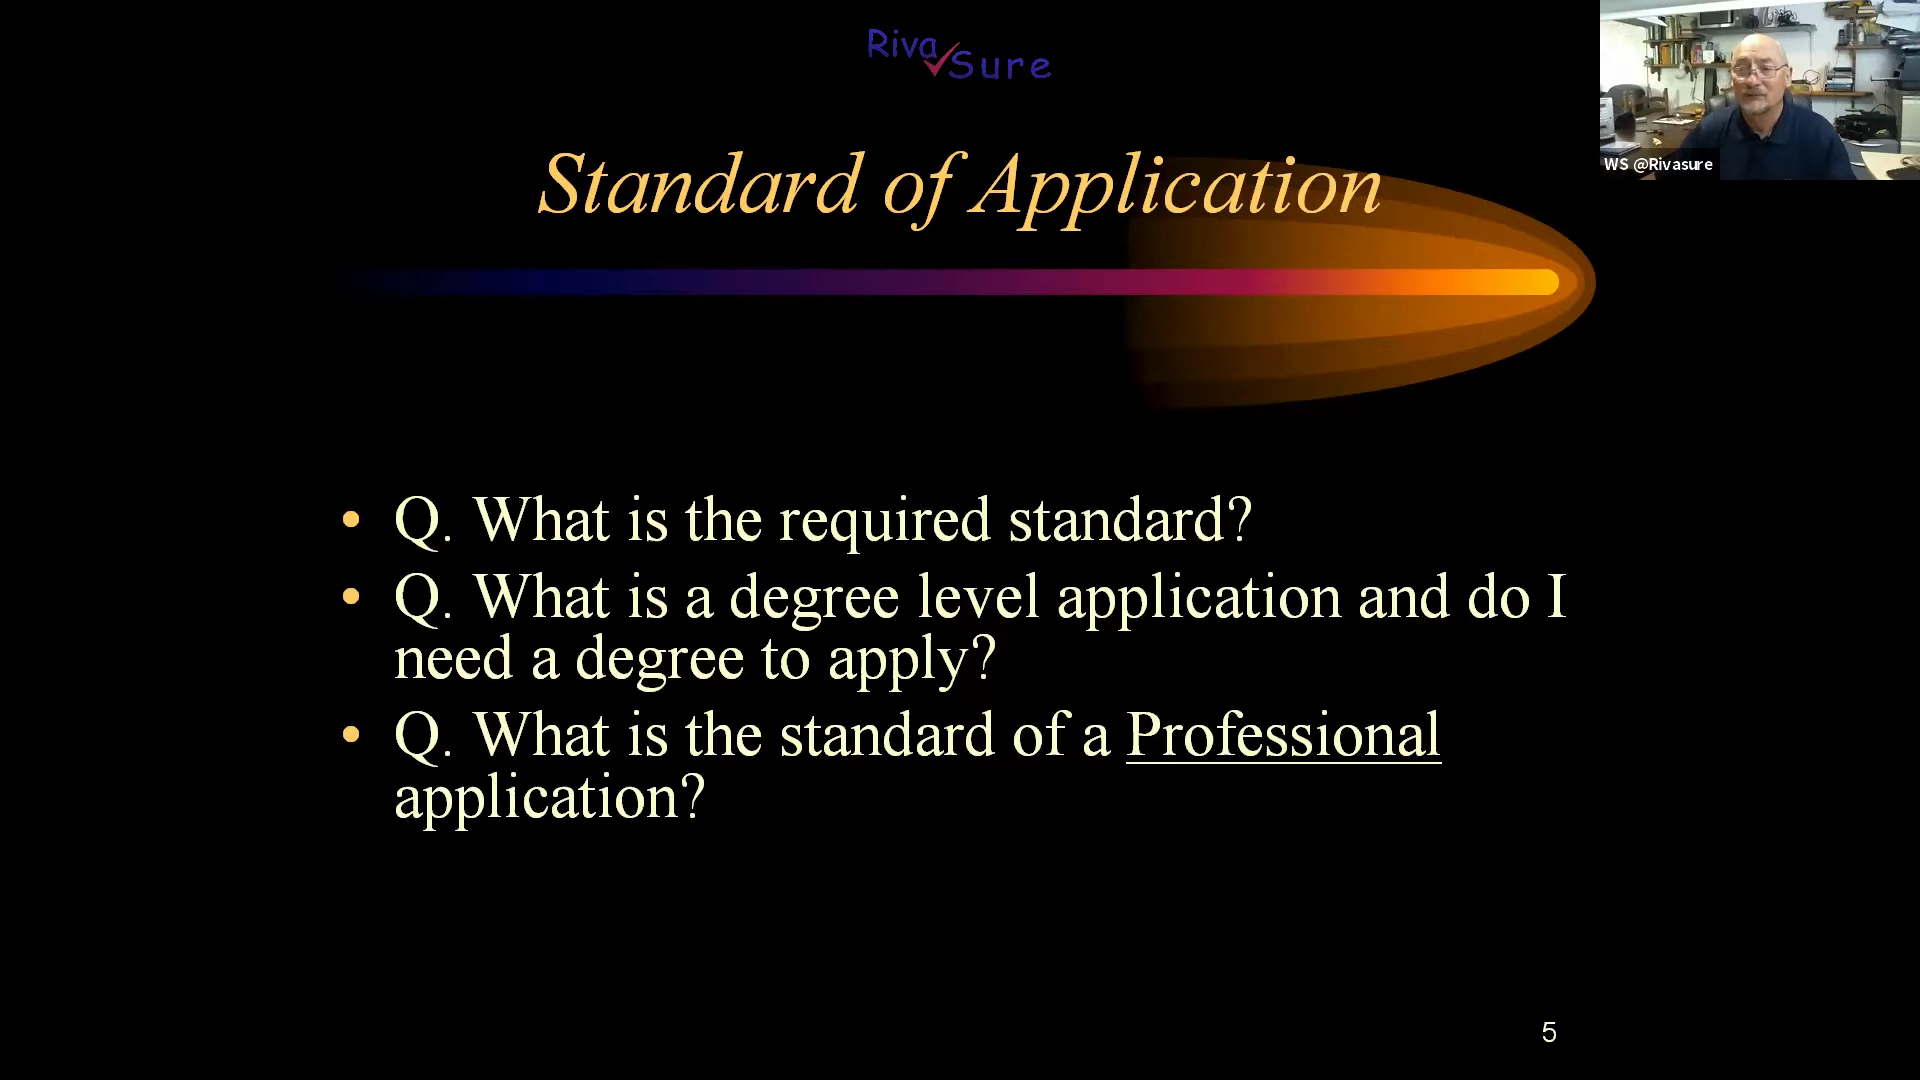 Riva Sure
WS @Rivasure
Standard of Application
• Q. What is the required standard?
• Q. What is a degree level application and do I
need a degree to apply?
• Q. What is the standard of a Professional
application?
5